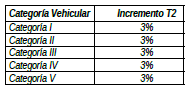 Categoría Vehicular Incremento T2
Categoría I 3%
Categoría II 3%
Categoría III 3%
Categoría IV 3%
Categoría V 3%